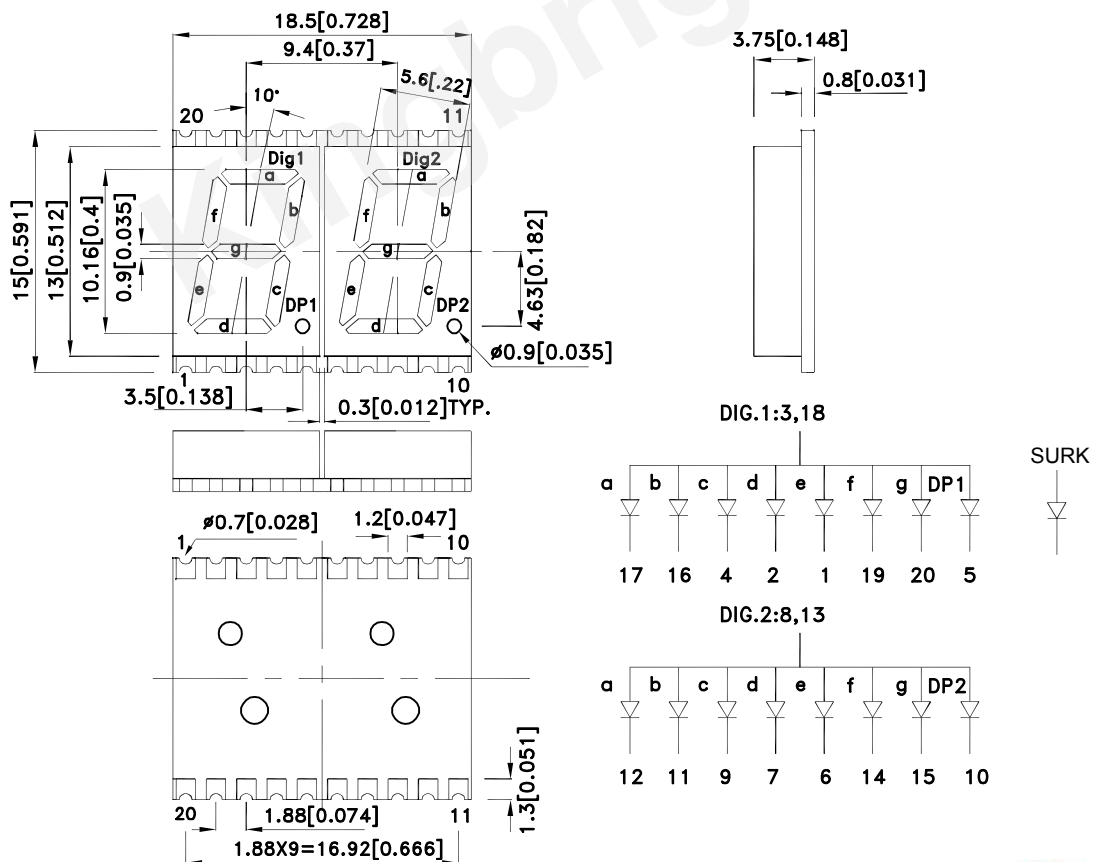 18.5[0.728]
9.4[0.37]
5.6[.22]
10°
20
11
Dig1
Dig2
a
a
f
b
f
b
g
g
e
c
e
c
DP1
DP2
d
d
15[0.591]
13[0.512]
10.16[0.4]
0.9[0.035]
4.63[0.182]
ø0.9[0.035]
1
10
3.5[0.138]
0.3[0.012]TYP.
3.75[0.148]
0.8[0.031]
ø0.7[0.028]
1.2[0.047]
1
10
20
11
1.88[0.074]
1.88X9=16.92[0.666]
1.3[0.051]
DIG.1:3,18
a b c d e f g DP1
17 16 4 2 1 19 20 5
SURK
DIG.2:8,13
a b c d e f g DP2
12 11 9 7 6 14 15 10
Kingbrig